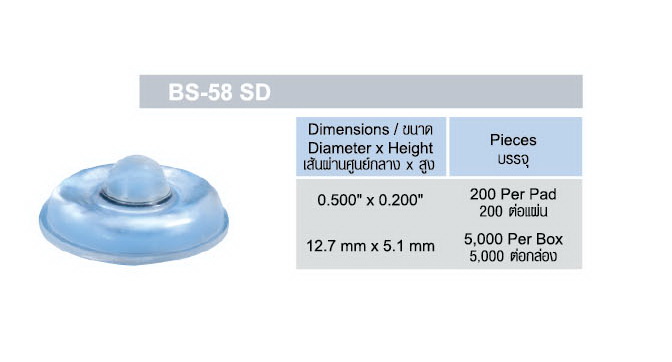 BS-58 SD
Dimensions / ขนาด
Diameter x Height
เส้นผ่านศูนย์กลาง x สูง
Pieces
บรรจุ
0.500" x 0.200"
200 Per Pad
200 ต่อแผ่น
12.7 mm x 5.1 mm
5,000 Per Box
5,000 ต่อกล่อง